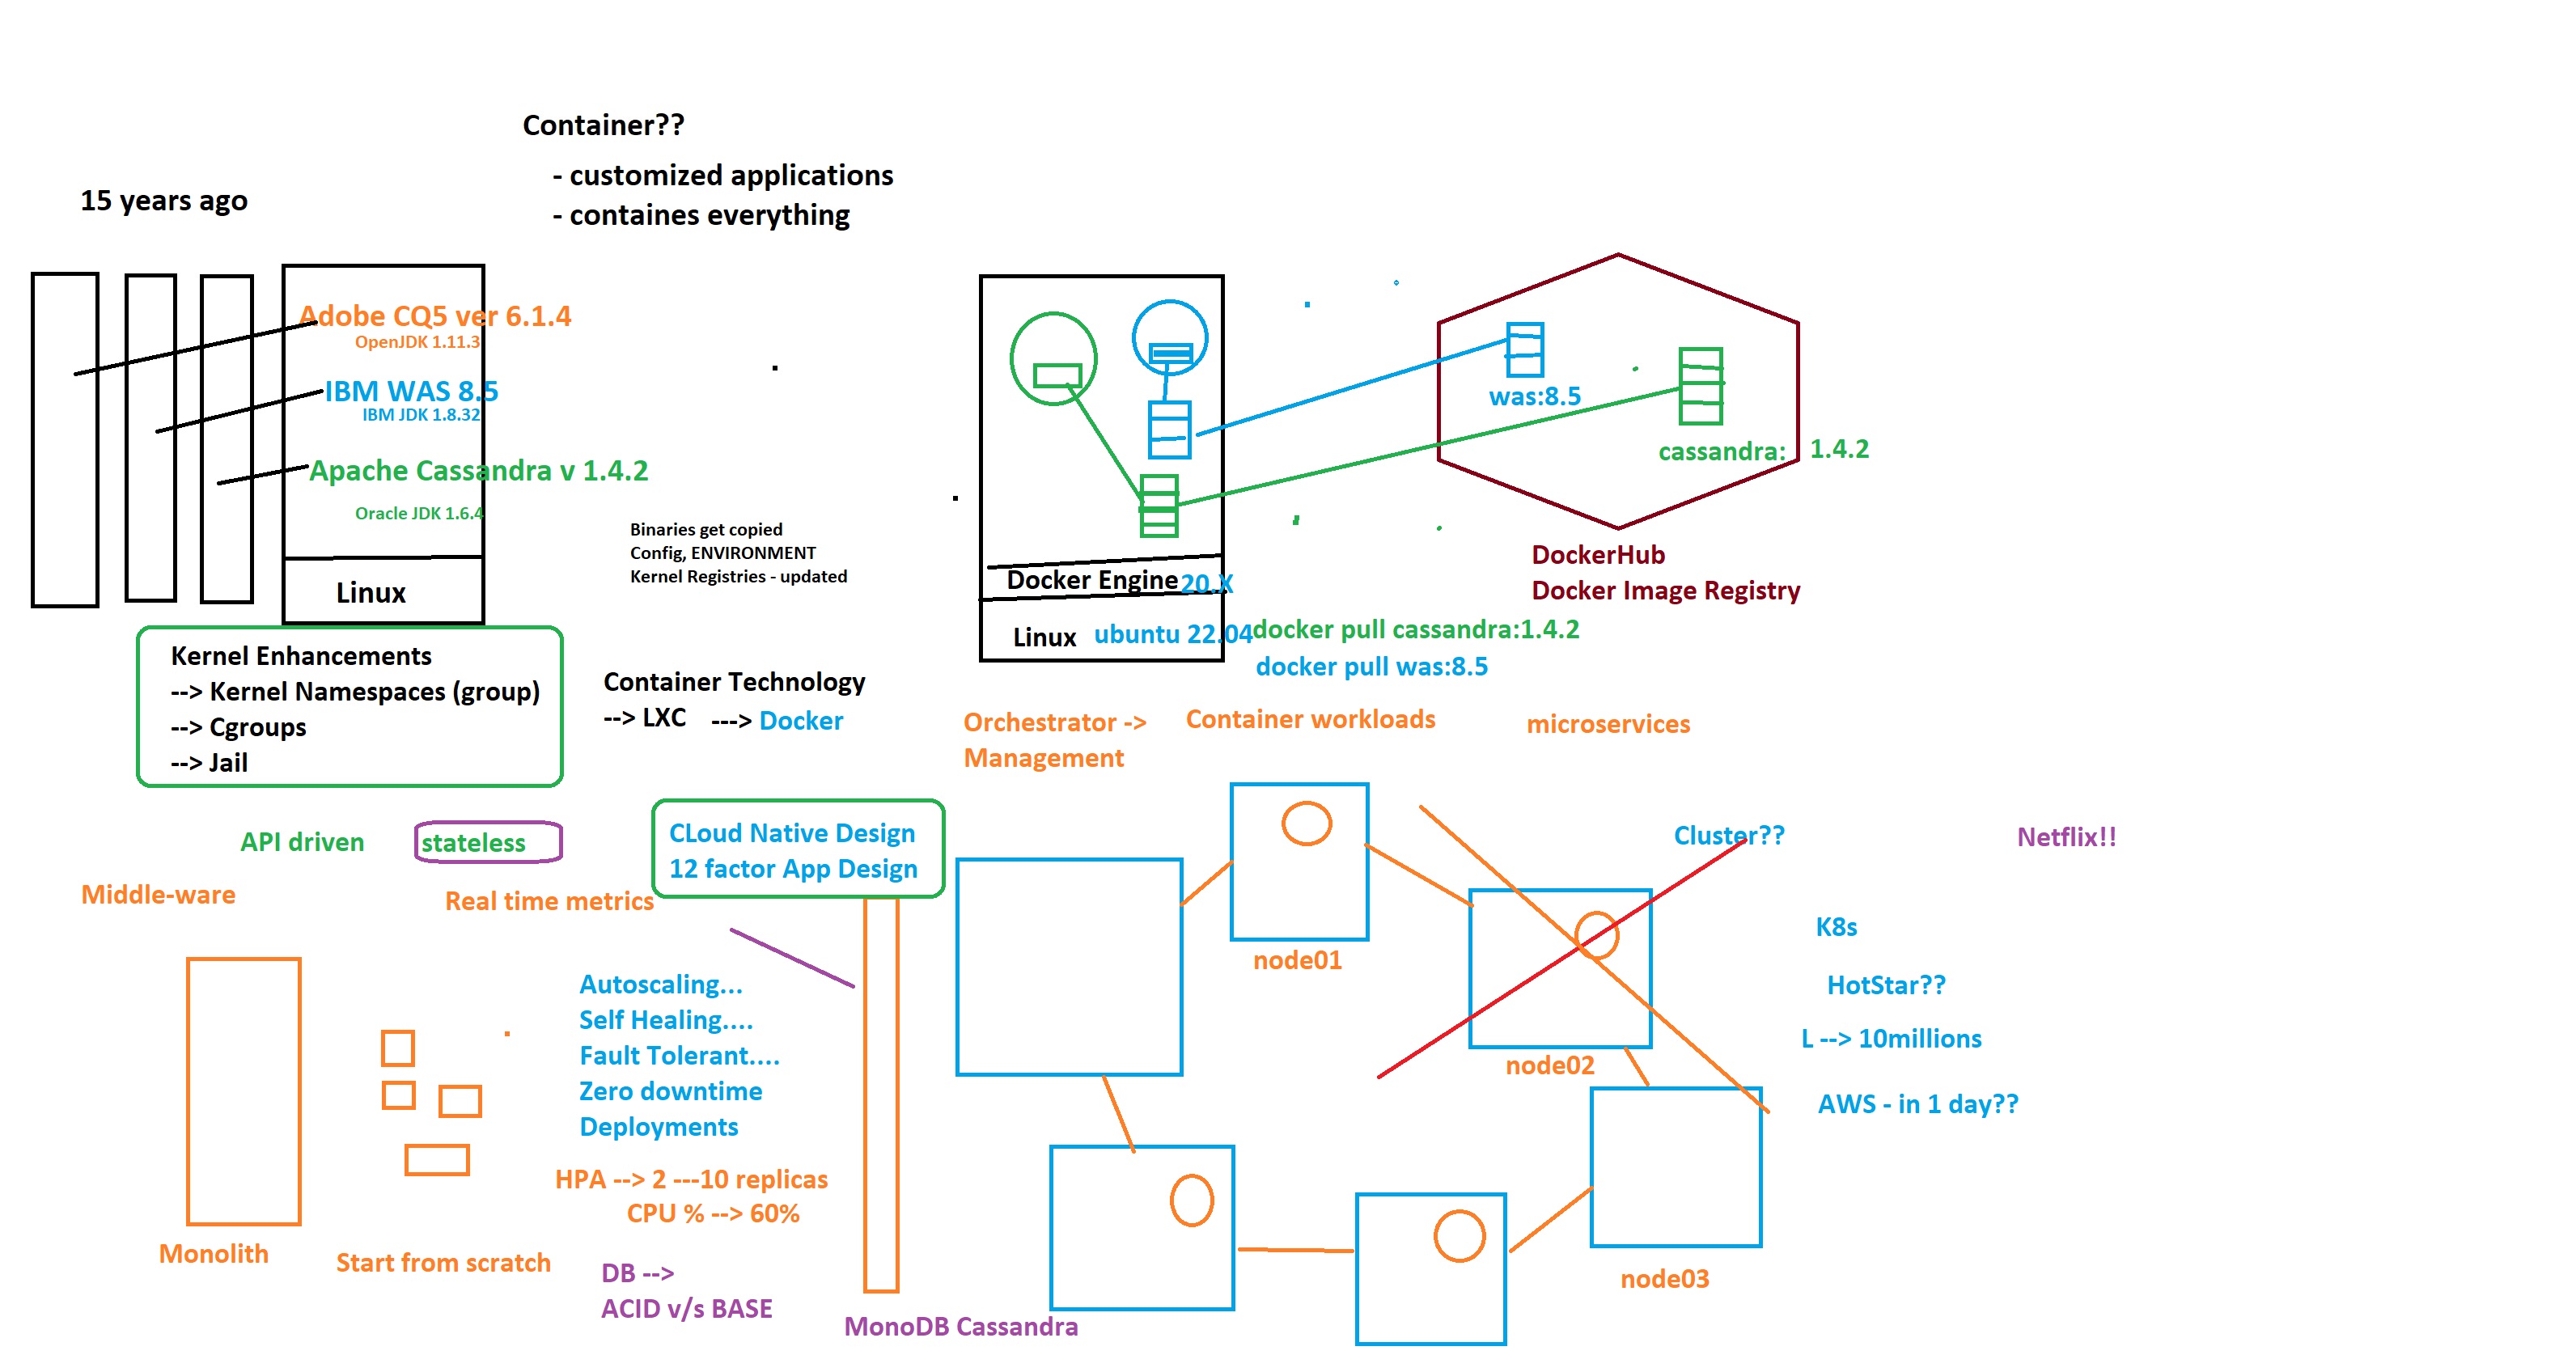 Container??
- customized applications
- containes everything
15 years ago
Adobe CQ5 ver 6.1.4
OpenJDK 1.11.3
IBM WAS 8.5
IBM JDK 1.8.32
Apache Cassandra v 1.4.2
Oracle JDK 1.6.4
Linux
Binaries get copied
Config, ENVIRONMENT
Kernel Registries - updated
Docker Engine 20.X
Linux ubuntu 22.04
was:8.5
cassandra: 1.4.2
DockerHub
Docker Image Registry
docker pull cassandra:1.4.2
docker pull was:8.5
Kernel Enhancements
--> Kernel Namespaces (group)
--> Cgroups
--> Jail
Container Technology
--> LXC ---> Docker
Orchestrator ->
Management
Container workloads
microservices
API driven
stateless
CLoud Native Design
12 factor App Design
Middle-ware
Real time metrics
Monolith
Start from scratch
Autoscaling...
Self Healing....
Fault Tolerant....
Zero downtime
Deployments
HPA --> 2 ---10 replicas
CPU % --> 60%
DB -->
ACID v/s BASE
MonoDB Cassandra
node01
node02
node03
Cluster??
Netflix!!
K8s
HotStar??
L --> 10millions
AWS - in 1 day??